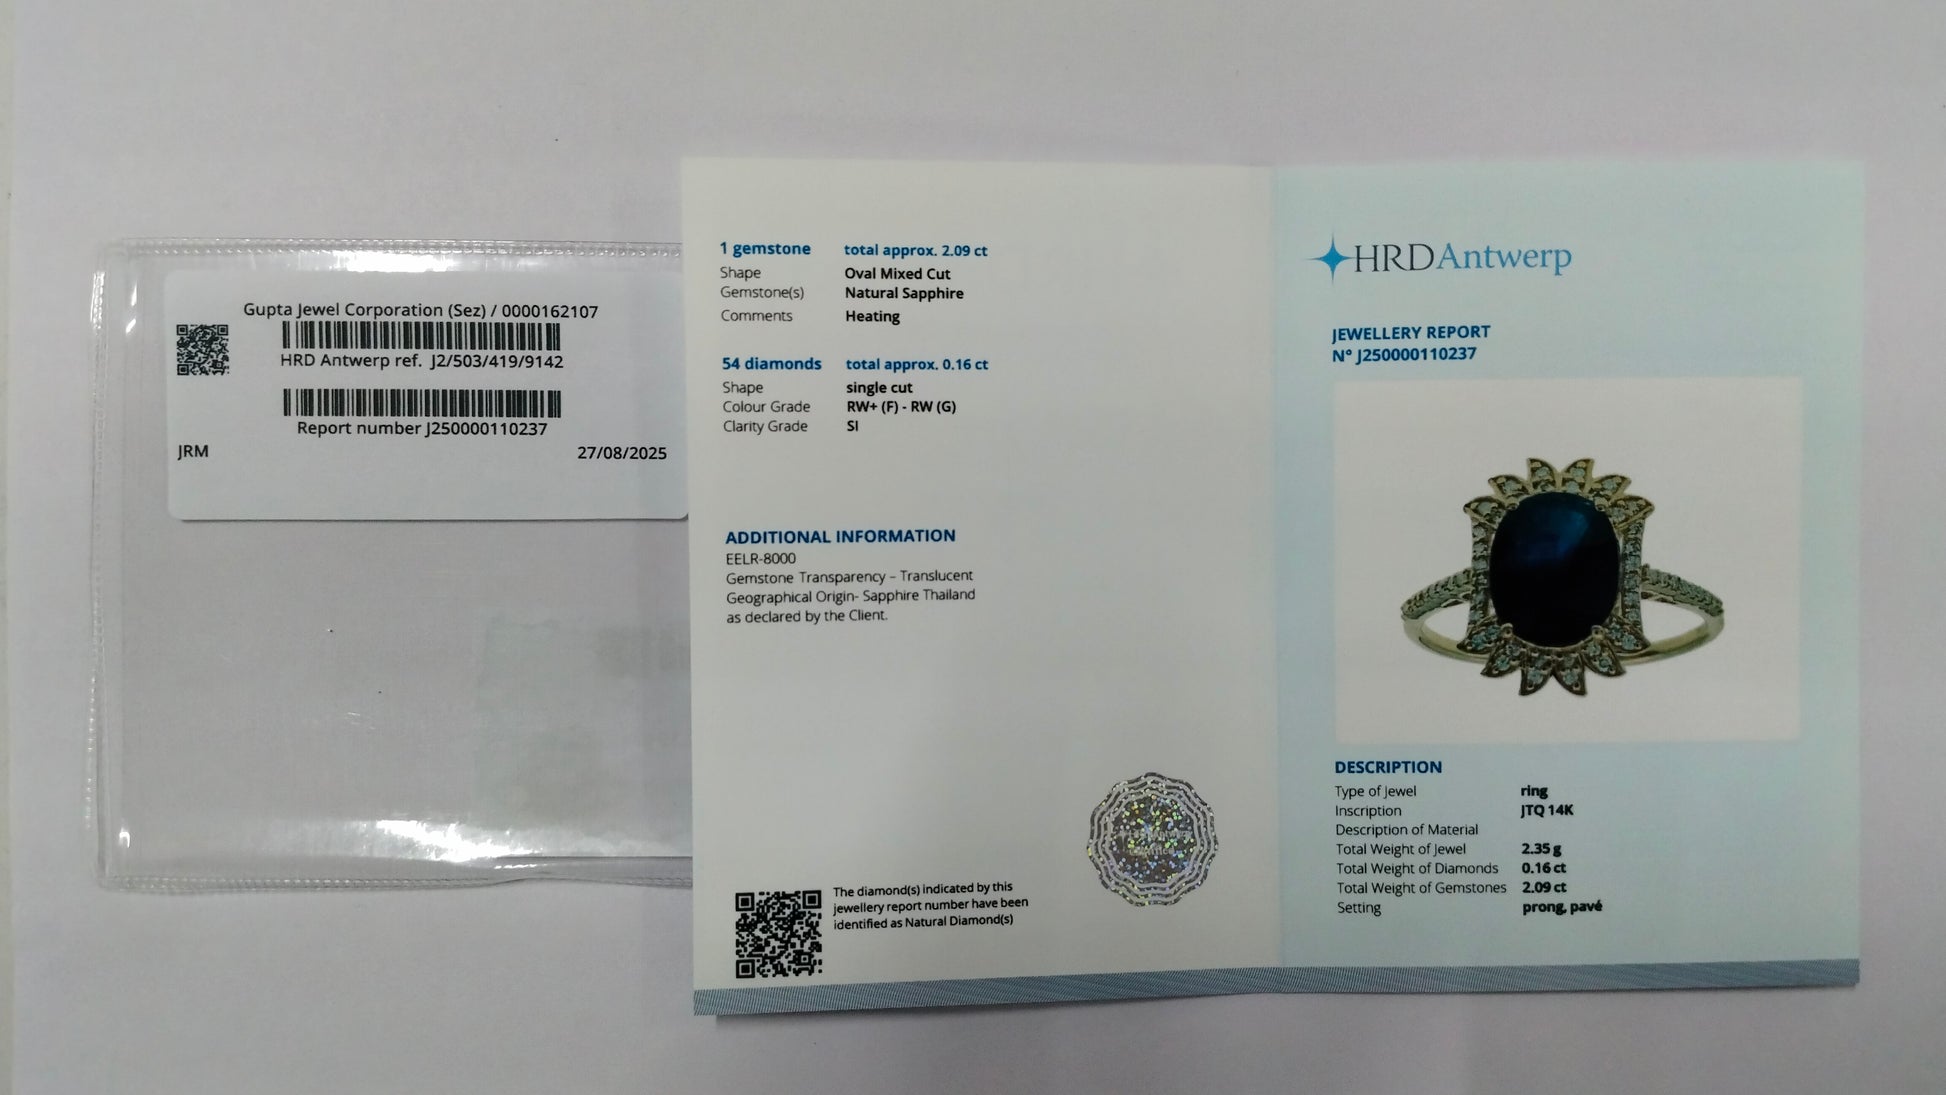 Gupta Jewel Corporation (Sez) / 0000162107
HRD Antwerp ref. J2/503/419/9142
Report number J250000110237
JRM 27/08/2025
1 gemstone total approx. 2.09 ct
Shape Oval Mixed Cut
Gemstone(s) Natural Sapphire
Comments Heating
54 diamonds total approx. 0.16 ct
Shape single cut
Colour Grade RW+ (F) - RW (G)
Clarity Grade SI
ADDITIONAL INFORMATION
EELR-8000
Gemstone Transparency – Translucent
Geographical Origin- Sapphire Thailand
as declared by the Client.
The diamond(s) indicated by this
jewellery report number have been
identified as Natural Diamond(s)
HRDAntwerp
JEWELLERY REPORT
N° J250000110237
DESCRIPTION
Type of Jewel ring
Inscription JTQ 14K
Description of Material
Total Weight of Jewel 2.35 g
Total Weight of Diamonds 0.16 ct
Total Weight of Gemstones 2.09 ct
Setting prong, pavé